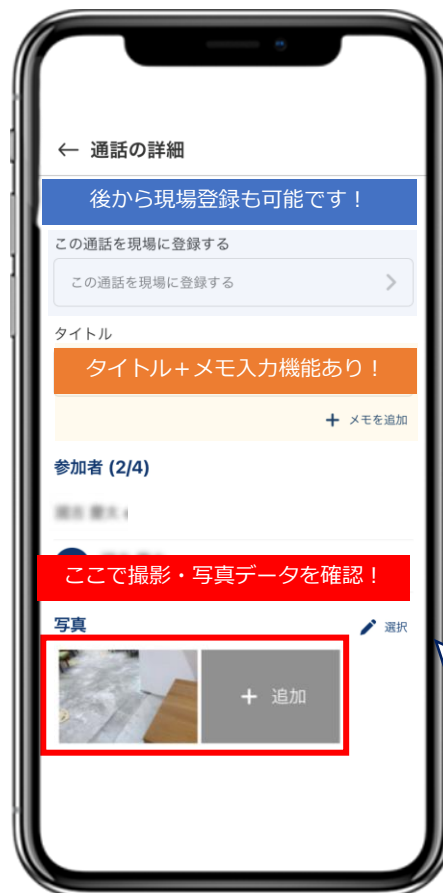 ← 通話の詳細
後から現場登録も可能です！
この通話を現場に登録する
この通話を現場に登録する
タイトル
タイトル＋メモ入力機能あり！
＋ メモを追加
参加者 (2/4)
ここで撮影・写真データを確認！
写真
選択
＋ 追加